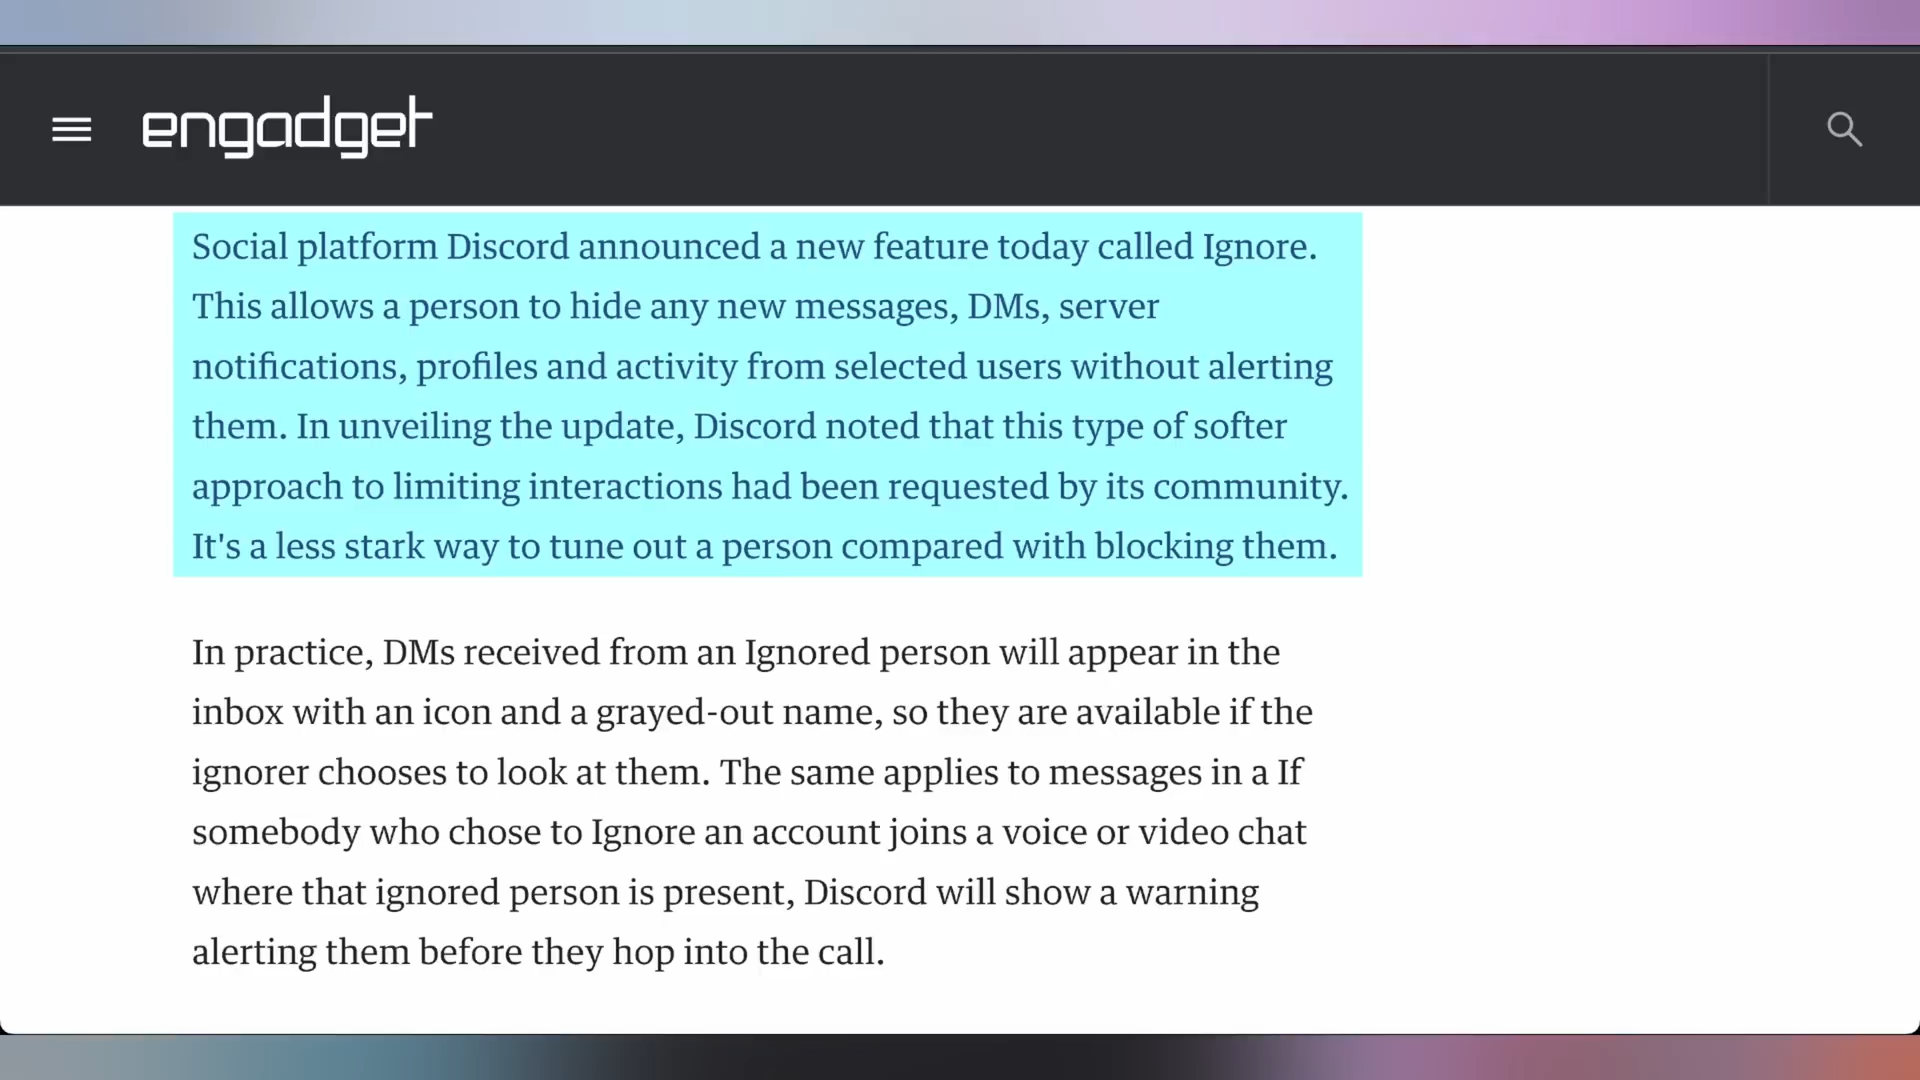 engadget
Social platform Discord announced a new feature today called Ignore.
This allows a person to hide any new messages, DMs, server
notifications, profiles and activity from selected users without alerting
them. In unveiling the update, Discord noted that this type of softer
approach to limiting interactions had been requested by its community.
It's a less stark way to tune out a person compared with blocking them.
In practice, DMs received from an Ignored person will appear in the
inbox with an icon and a grayed-out name, so they are available if the
ignorer chooses to look at them. The same applies to messages in a If
somebody who chose to Ignore an account joins a voice or video chat
where that ignored person is present, Discord will show a warning
alerting them before they hop into the call.